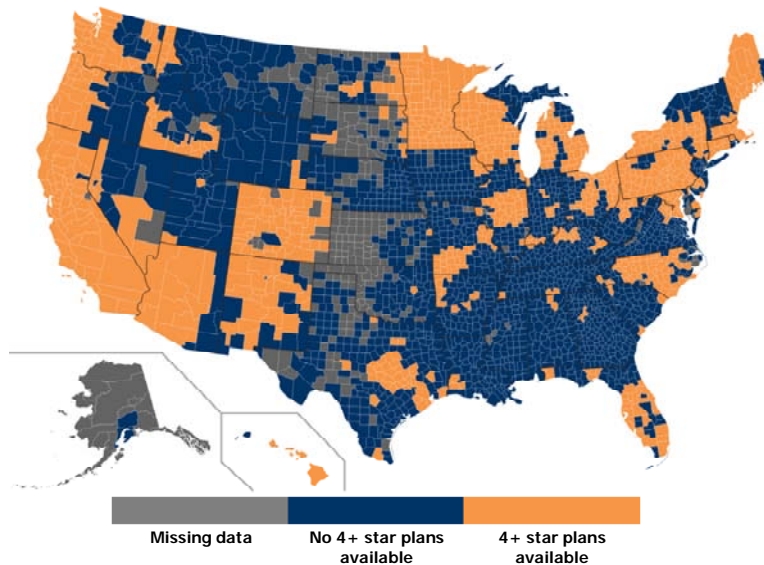 Missing data
No 4+ star plans
available
4+ star plans
available